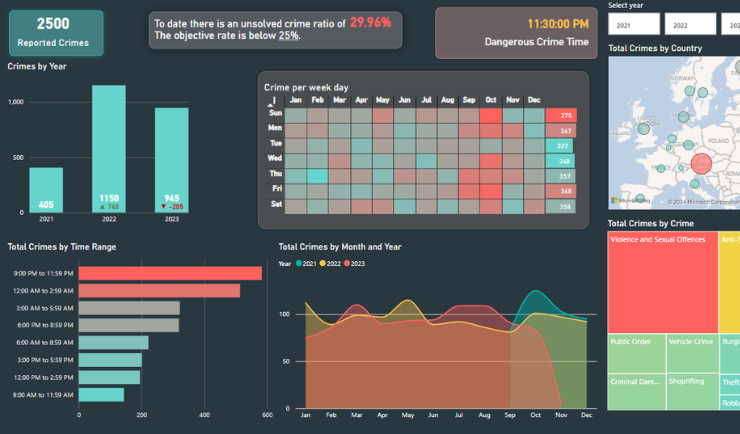 2500
Reported Crimes
To date there is an unsolved crime ratio of 29.96%
The objective rate is below 25%.
11:30:00 PM
Dangerous Crime Time
Select year
2021
2022
Crimes by Year
1,000
500
0
405
1150
▲ 745
945
▼ -205
2021
2022
2023
Crime per week day
Jan Feb Mar Apr May Jun Jul Aug Sep Oct Nov Dec
Sun 375
Mon 367
Tue 327
Wed 348
Thu 357
Fri 368
Sat 358
Total Crimes by Country
NORWAY
UNITED
POLAND
© 2024 Microsoft Corporation
Total Crimes by Time Range
9:00 PM to 11:59 PM
12:00 AM to 2:59 AM
3:00 AM to 5:59 AM
6:00 PM to 8:59 PM
6:00 AM to 8:59 AM
3:00 PM to 5:59 PM
12:00 PM to 2:59 PM
9:00 AM to 11:59 AM
0 200 400 600
Total Crimes by Month and Year
Year 2021 2022 2023
100
50
0
Jan Feb Mar Apr May Jun Jul Aug Sep Oct Nov Dec
Total Crimes by Crime
Violence and Sexual Offences
Anti-S
Public Order
Vehicle Crime
Burgl
Criminal Dam...
Shoplifting
Theft
Robb